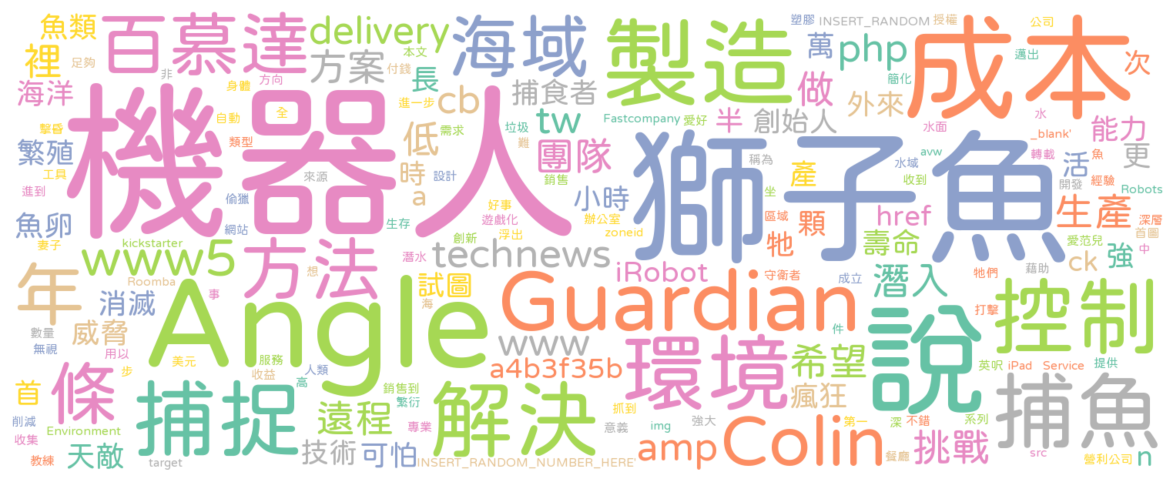 魚類
百慕達
delivery
海域
製造
塑膠
INSERT_RANDOM
授權
公司
成本
裡
足夠
非
方向
方案
本文
付錢
長
萬
php
簡化
邁出
次
海洋
身體
進一步
cb
捕食者
做
外來
水
自動
全
Fastcompany
愛好
半
創始人
水面
_blank'
能力
機器人
擊昏
類型
低
需求
垃圾
難
tw
獅子魚
繁殖
工具
來源
時
設計
銷售
團隊
稱為
產
水域
avw
轉載
魚
更
進到
偷獵
a
小時
坐
收到
活
開發
經驗
Robots
魚卵
網站
生存
好事
遊戲化
辦公室
區域
牠
顆
href
生產
深層
妻子
kickstarter
創新
浮出
zoneid
壽命
愛范兒
中
首圖
www5
方法
technews
iRobot
守衛者
潛入
牠們
藉助
ck
強
年
Roomba
想
試圖
海
成立
打擊
消滅
事
Angle
Guardian
說
控制
數量
威脅
無視
用以
步
美元
服務
收益
高
人類
www
件
環境
希望
英呎
iPad
Service
提供
首
條
捕捉
銷售到
繁衍
a4b3f35b
瘋狂
捕魚
削減
收集
Environment
遠程
專業
解決
抓到
意義
img
強大
Colin
第一
深
不錯
系列
教練
天敵
target
技術
可怕
INSERT_RANDOM_NUMBER_HERE'
amp
餐廳
挑戰
src
營利公司
n